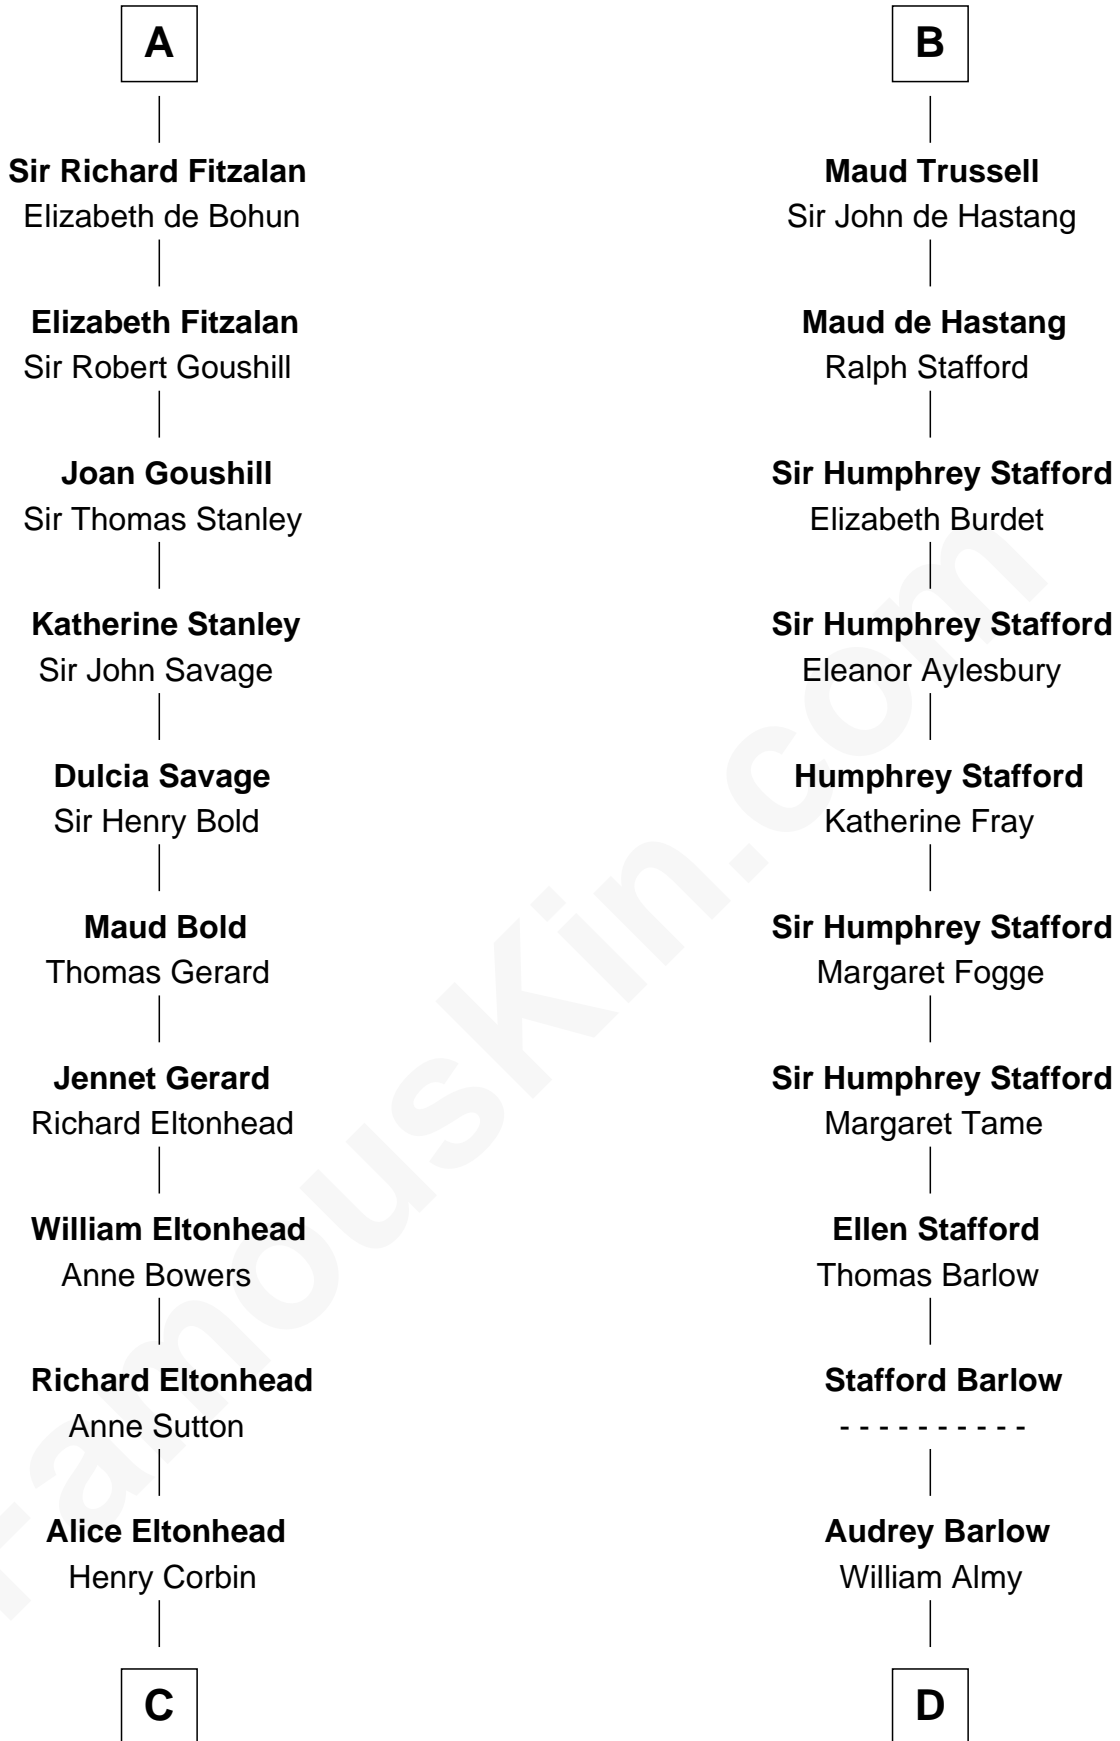 A
Sir Richard Fitzalan
Elizabeth de Bohun
Elizabeth Fitzalan
Sir Robert Goushill
Joan Goushill
Sir Thomas Stanley
Katherine Stanley
Sir John Savage
Dulcia Savage
Sir Henry Bold
Maud Bold
Thomas Gerard
Jennet Gerard
Richard Eltonhead
William Eltonhead
Anne Bowers
Richard Eltonhead
Anne Sutton
Alice Eltonhead
Henry Corbin
C
B
Maud Trussell
Sir John de Hastang
Maud de Hastang
Ralph Stafford
Sir Humphrey Stafford
Elizabeth Burdet
Sir Humphrey Stafford
Eleanor Aylesbury
Humphrey Stafford
Katherine Fray
Sir Humphrey Stafford
Margaret Fogge
Sir Humphrey Stafford
Margaret Tame
Ellen Stafford
Thomas Barlow
Stafford Barlow
- - - - - - - - - -
Audrey Barlow
William Almy
D
FamousKin.com